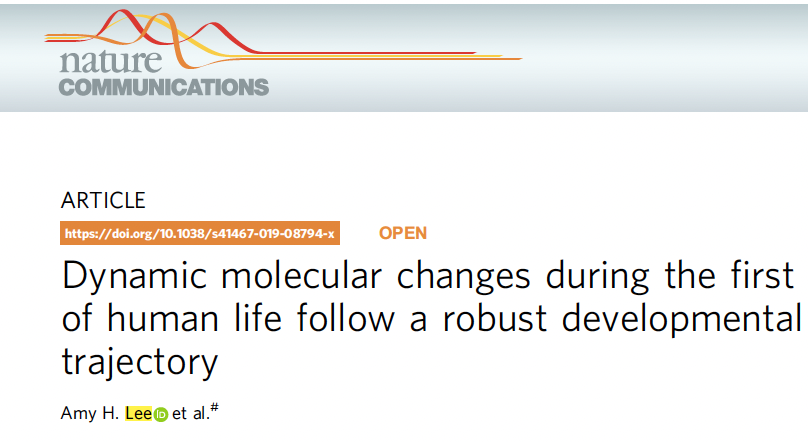 nature
COMMUNICATIONS
ARTICLE
https://doi.org/10.1038/s41467-019-08794-x OPEN
Dynamic molecular changes during the first
of human life follow a robust developmental
trajectory
Amy H. Lee iD et al.#